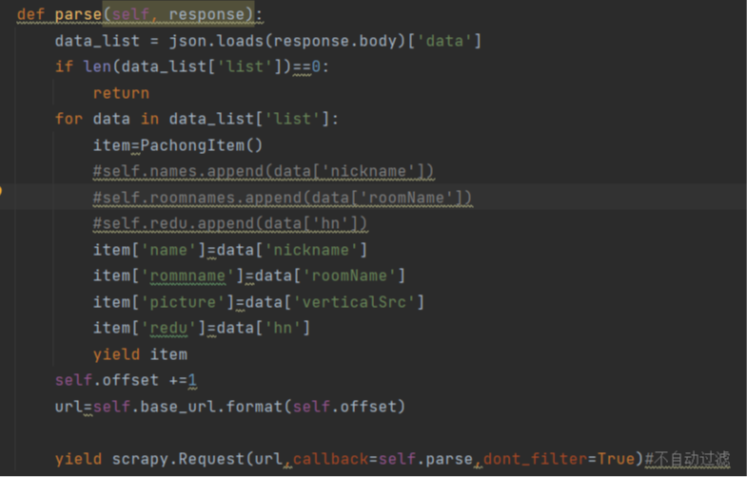 def parse(self, response):
    data_list = json.loads(response.body)['data']
    if len(data_list['list'])==0:
        return
    for data in data_list['list']:
        item=PachongItem()
        #self.names.append(data['nickname'])
        #self.roomnames.append(data['roomName'])
        #self.redu.append(data['hn'])
        item['name']=data['nickname']
        item['rommname']=data['roomName']
        item['picture']=data['verticalSrc']
        item['redu']=data['hn']
        yield item
    self.offset +=1
    url=self.base_url.format(self.offset)
    yield scrapy.Request(url,callback=self.parse,dont_filter=True)#不自动过滤